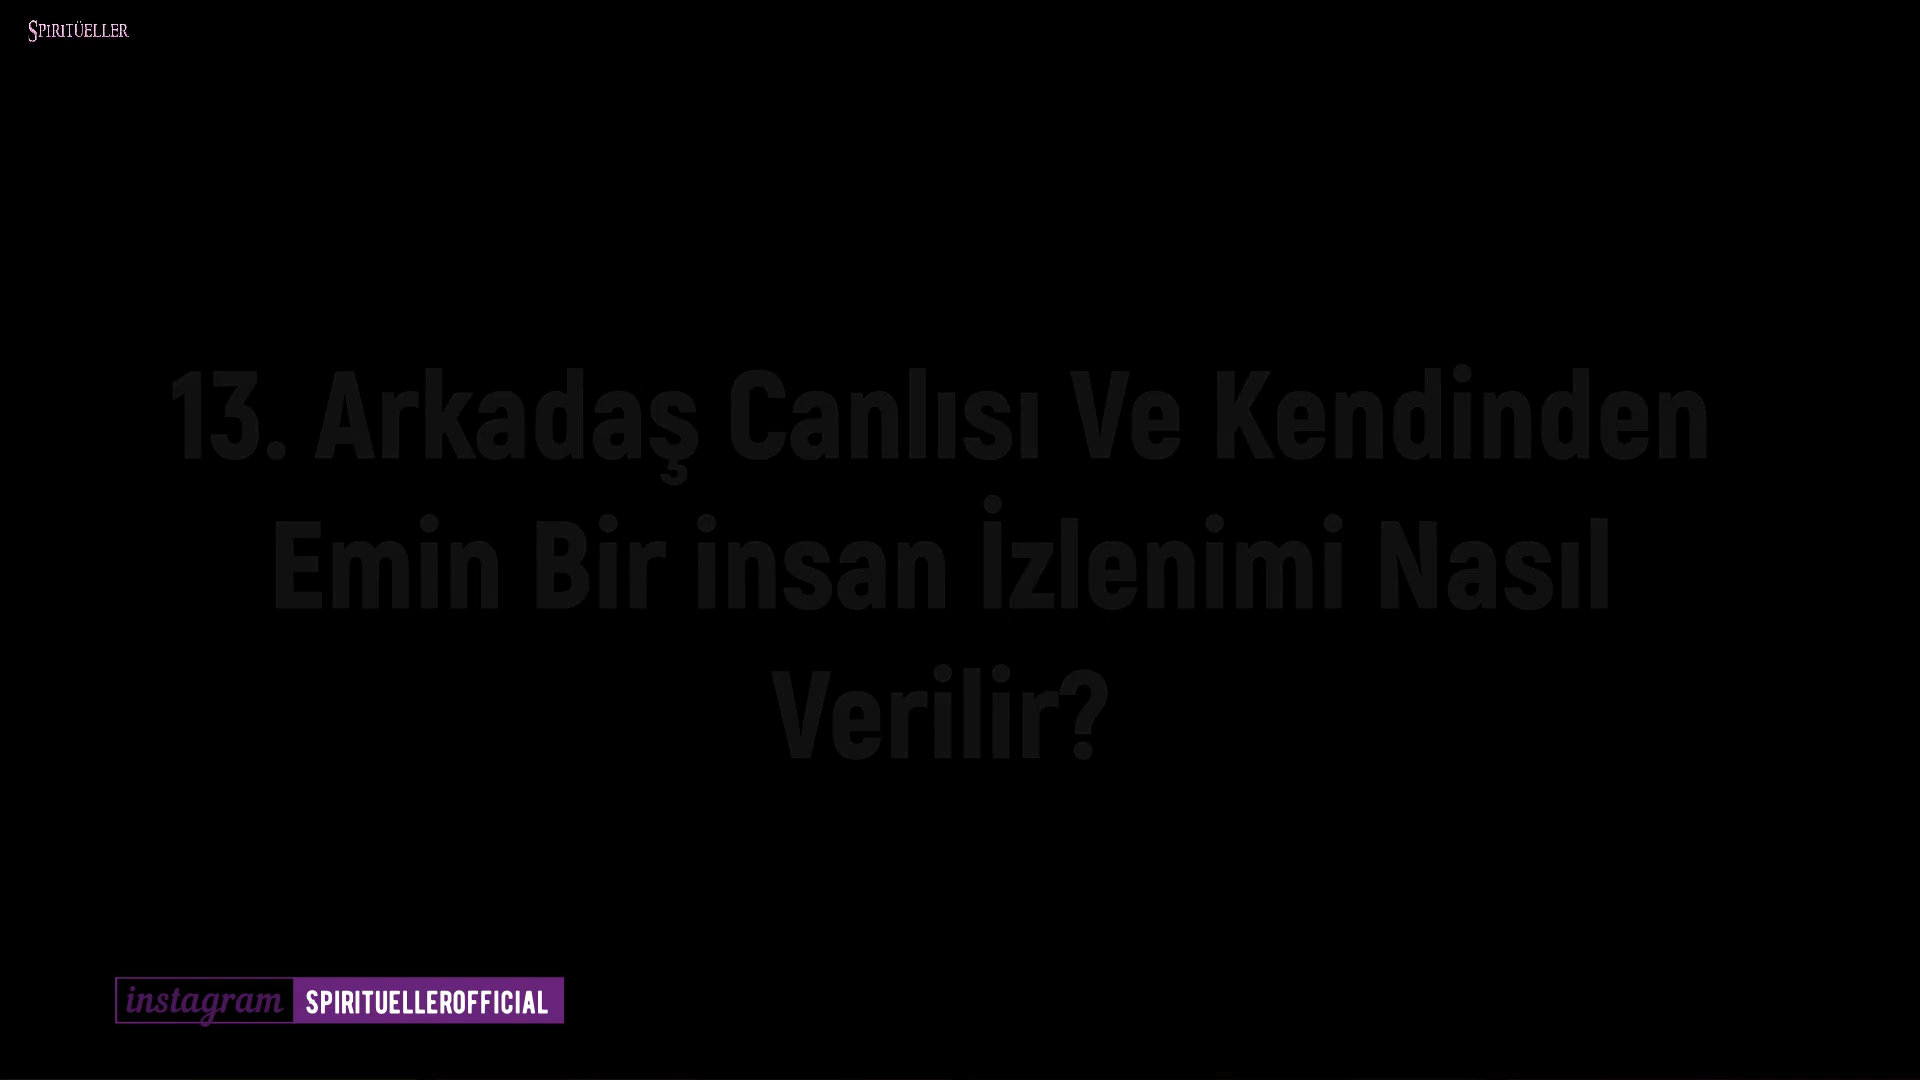 SPIRITÜELLER
13. Arkadaş Canlısı Ve Kendinden
Emin Bir insan İzlenimi Nasıl
Verilir?
instagram SPIRITUELLEROFFICIAL